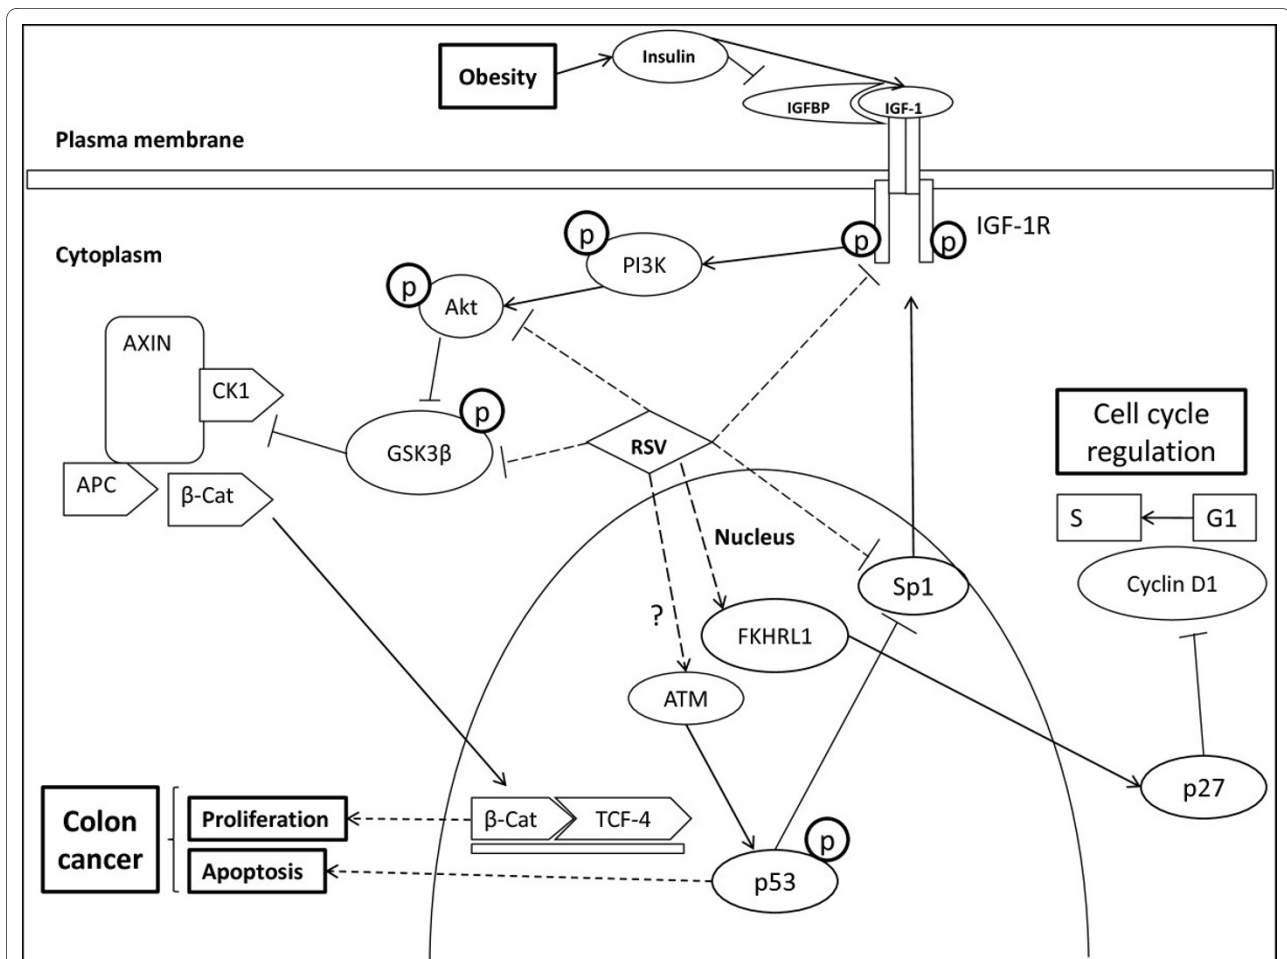 Obesity
Insulin
IGFBP
IGF-1
Plasma membrane
IGF-1R
p
p
p
PI3K
Cytoplasm
p
Akt
AXIN
CK1
p
GSK3β
RSV
Cell cycle
regulation
APC
β-Cat
S
G1
Nucleus
Cyclin D1
Sp1
?
FKHRL1
ATM
p27
Colon
cancer
Proliferation
β-Cat
TCF-4
p
Apoptosis
p53